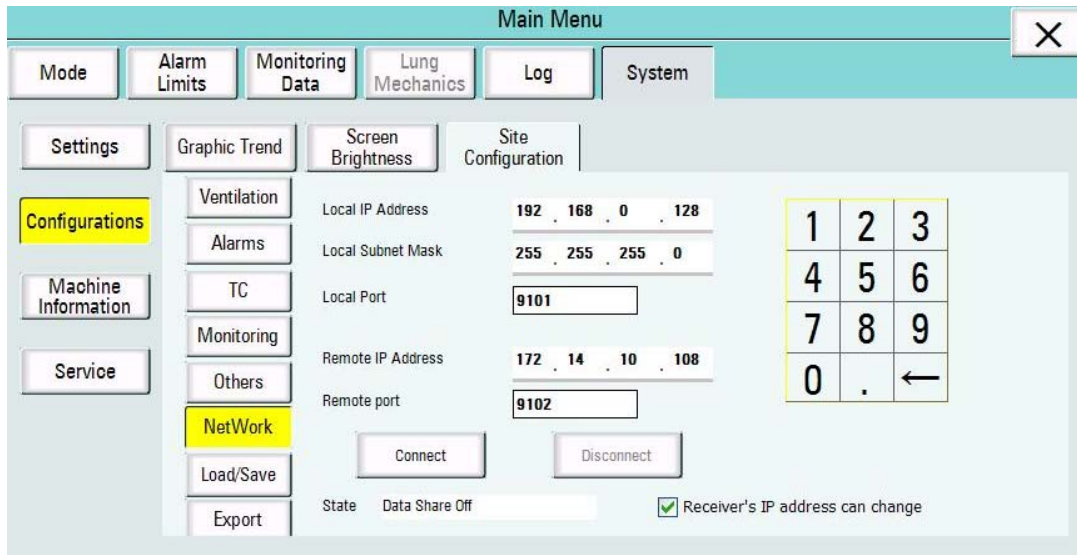 Main Menu
Mode
Alarm
Limits
Monitoring
Data
Lung
Mechanics
Log
System
Settings
Configurations
Machine
Information
Service
Graphic Trend
Screen
Brightness
Site
Configuration
Ventilation
Alarms
TC
Monitoring
Others
NetWork
Load/Save
Export
Local IP Address 192 . 168 . 0 . 128
Local Subnet Mask 255 . 255 . 255 . 0
Local Port 9101
Remote IP Address 172 . 14 . 10 . 108
Remote port 9102
Connect Disconnect
State Data Share Off Receiver's IP address can change
1 2 3
4 5 6
7 8 9
0 . ←